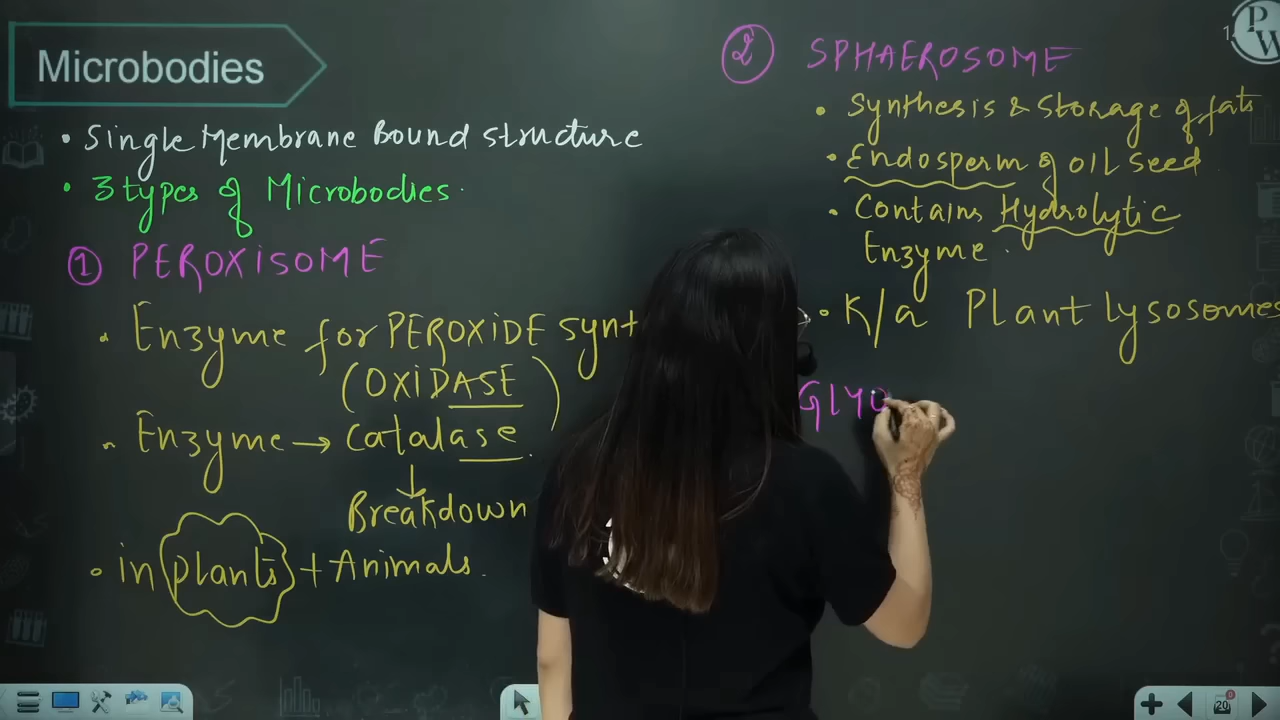 Microbodies
• Single Membrane Bound structure
• 3 types of Microbodies.
① PEROXISOME
• Enzyme for PEROXIDE synt
(OXIDASE)
• Enzyme → Catalase.
↓
Breakdown
• in plants + Animals.
② SPHAEROSOME
• Synthesis & Storage of fats
• Endosperm of oil seed
• Contains Hydrolytic
Enzyme.
• K/a Plant lysosomes
GLYO
PW
20